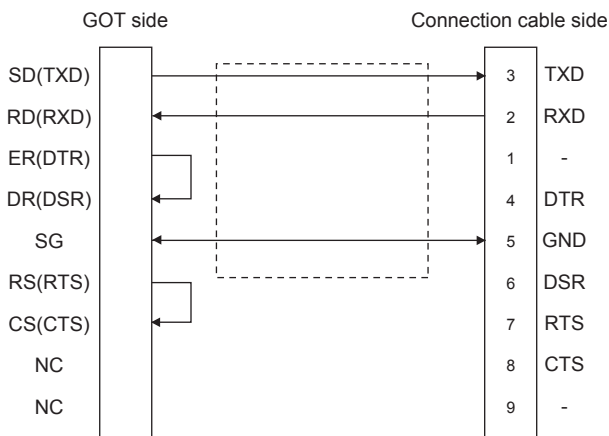 GOT side Connection cable side
SD(TXD) 3 TXD
RD(RXD) 2 RXD
ER(DTR) 1 -
DR(DSR) 4 DTR
SG 5 GND
RS(RTS) 6 DSR
CS(CTS) 7 RTS
NC 8 CTS
NC 9 -